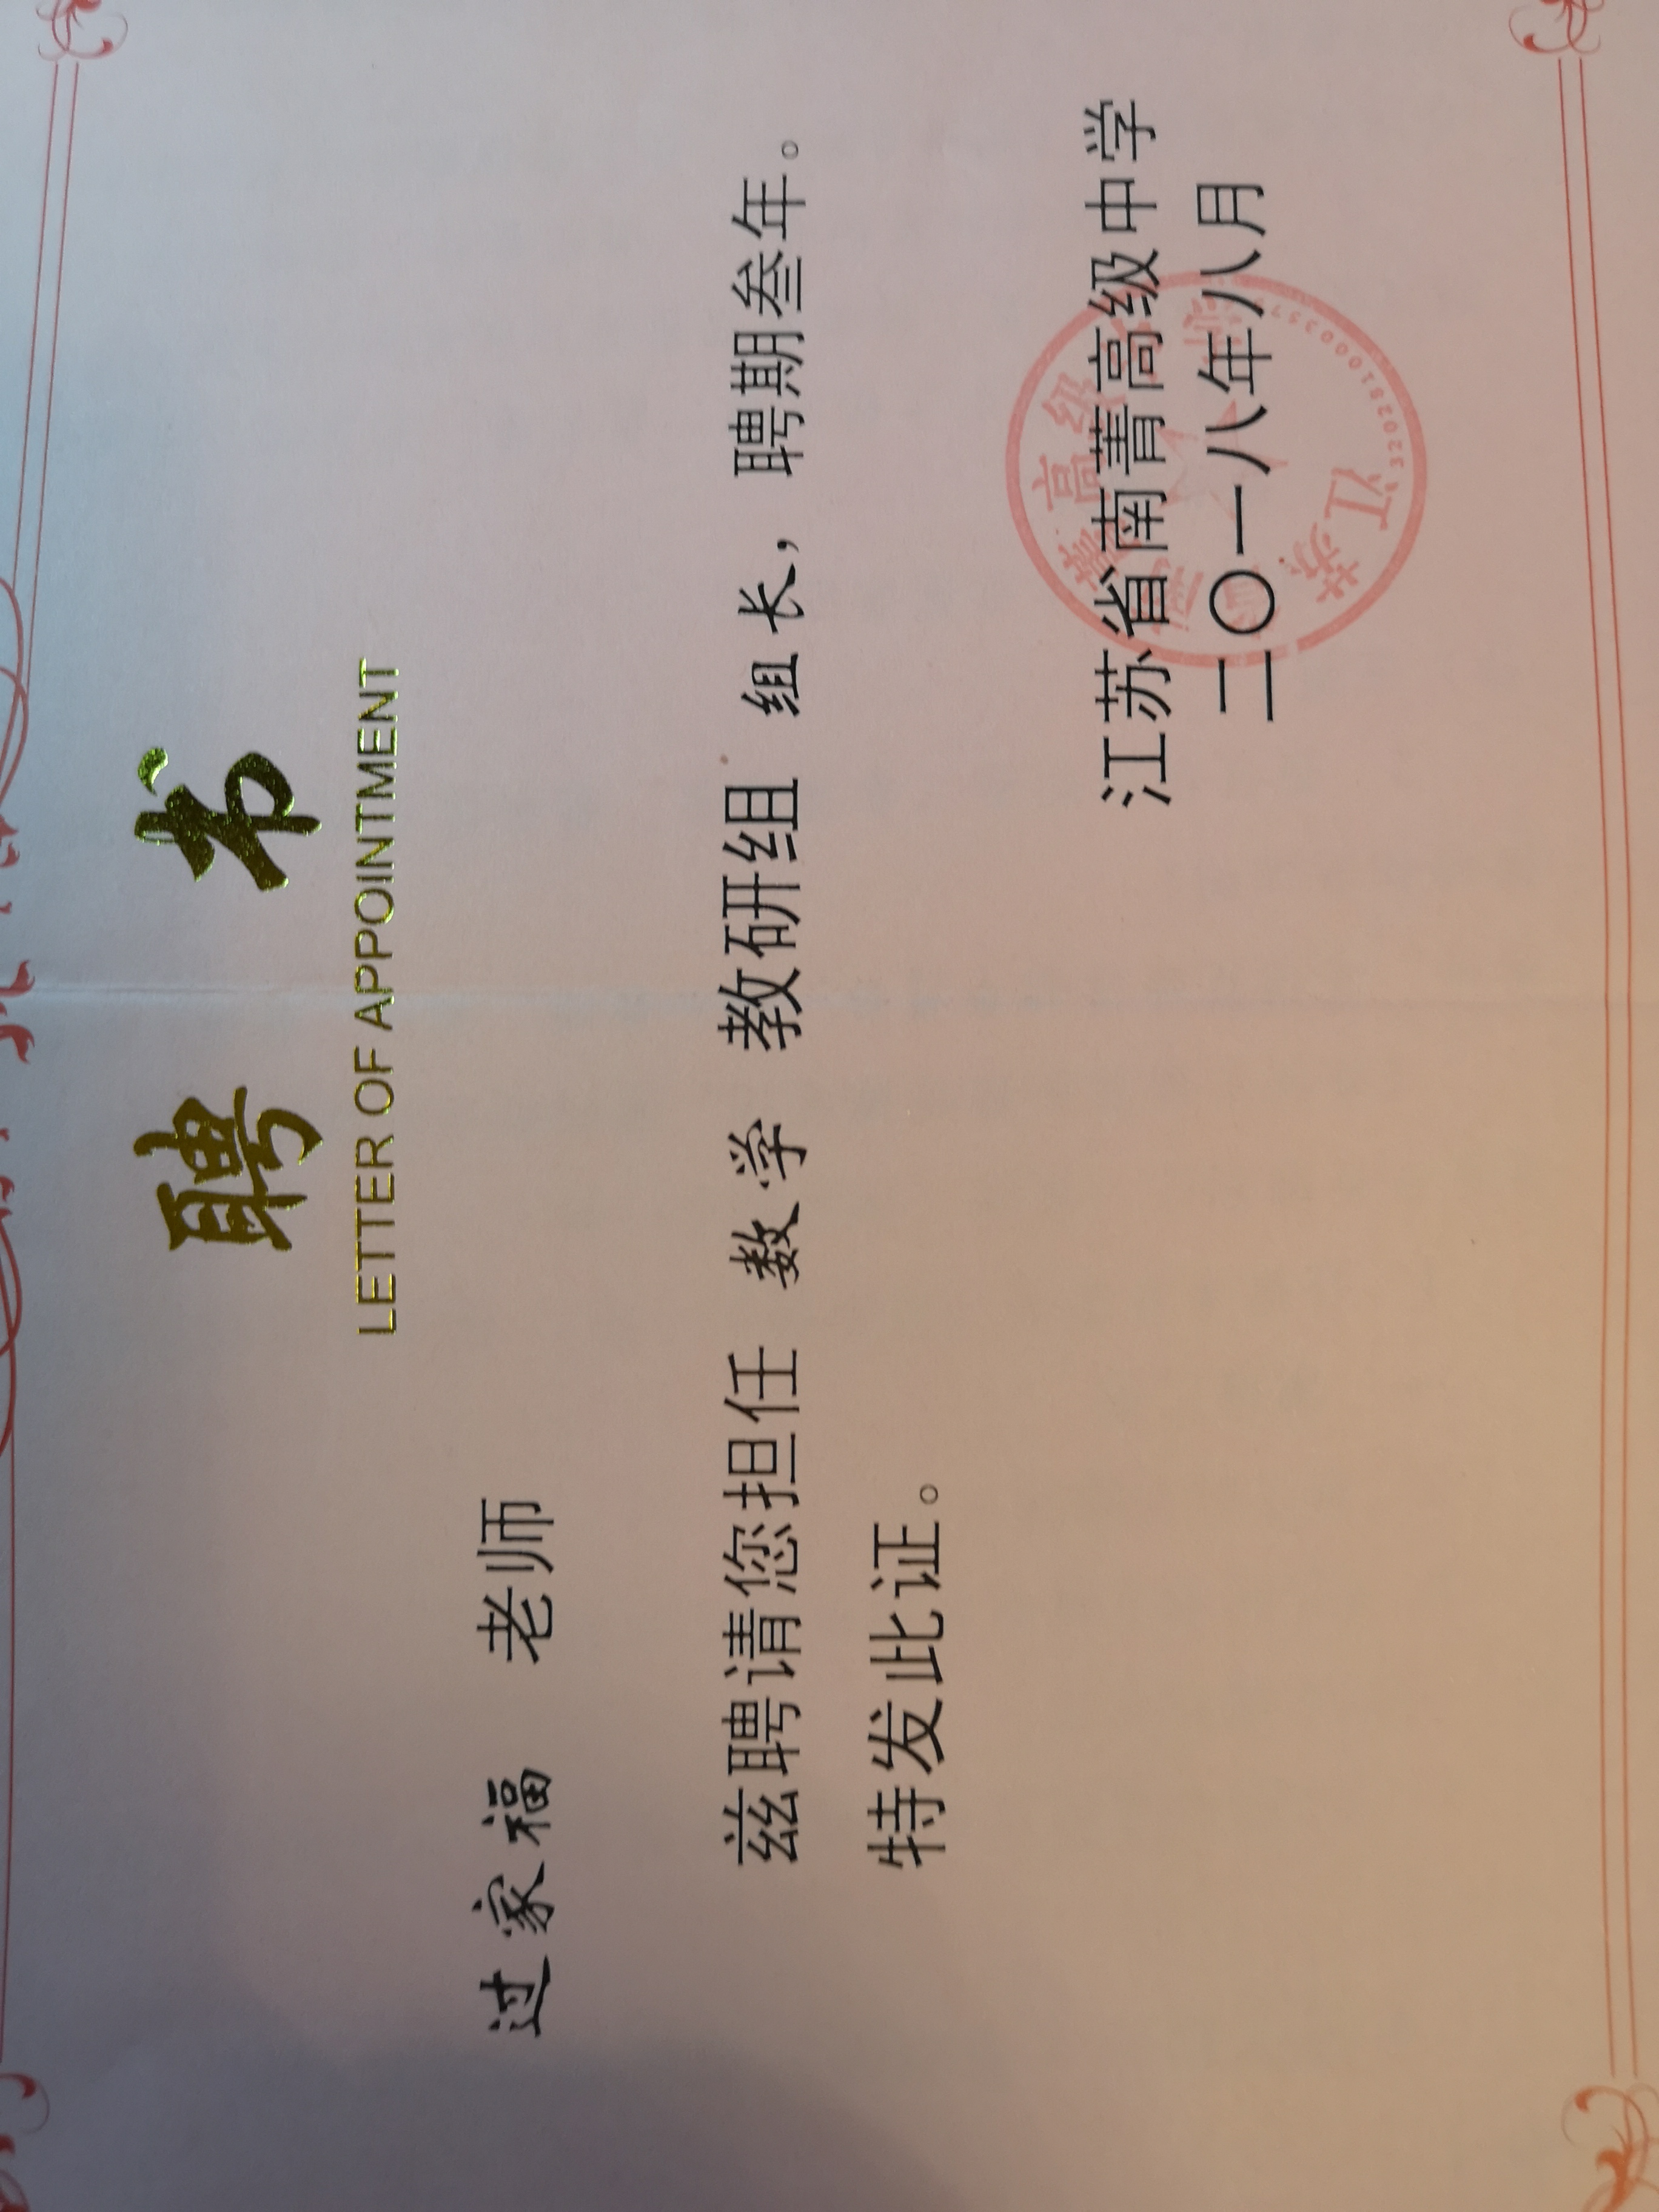 聘 书
LETTER OF APPOINTMENT
过家福 老师
兹聘请您担任 数学 教研组 组长，聘期叁年。
特发此证。
江苏省南菁高级中学
二〇一八年八月